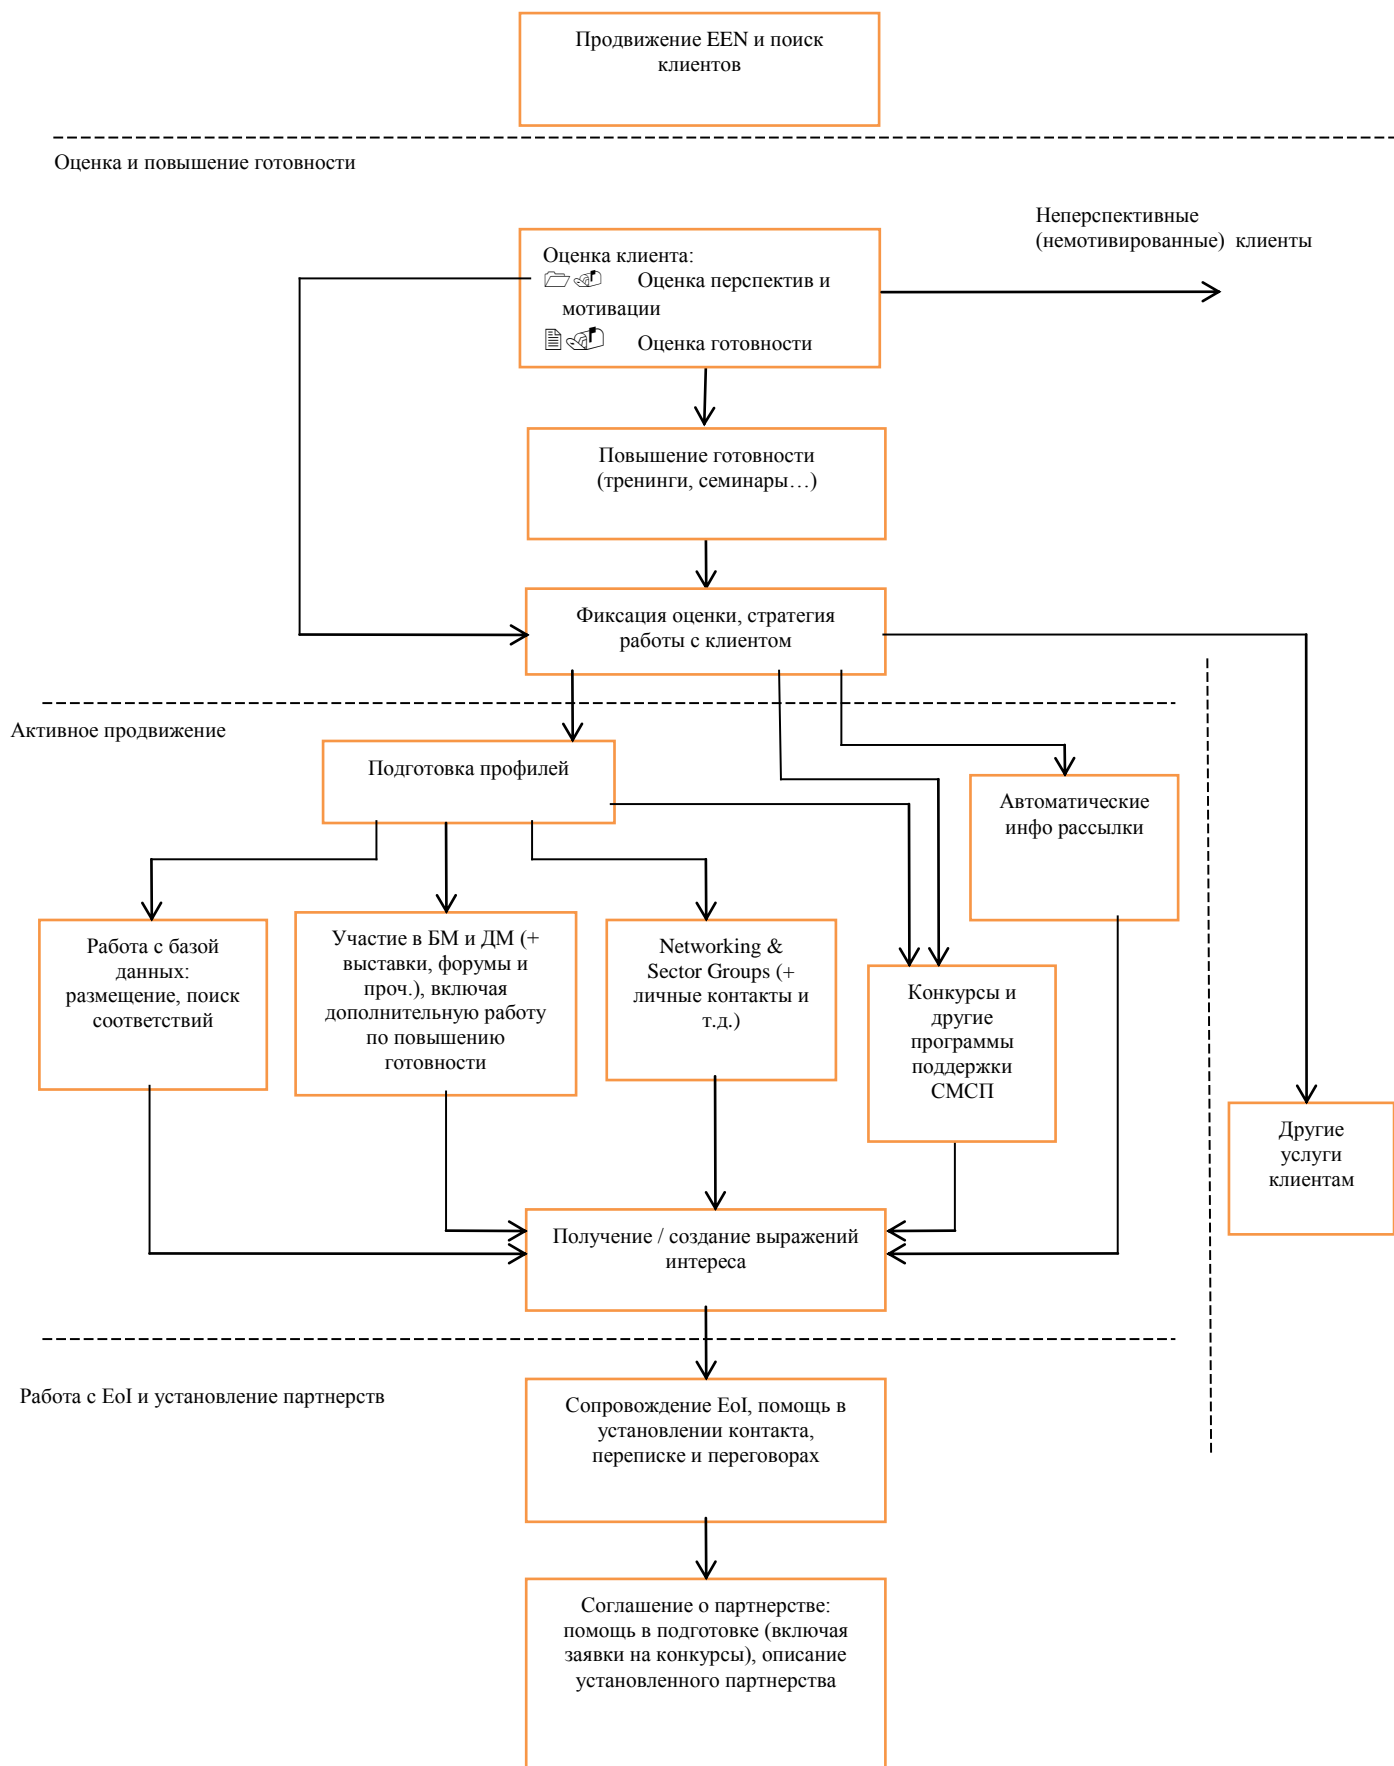 Продвижение EEN и поиск
клиентов
Оценка и повышение готовности
Неперспективные
(немотивированные) клиенты
Оценка клиента:
Оценка перспектив и
мотивации
Оценка готовности
Повышение готовности
(тренинги, семинары…)
Фиксация оценки, стратегия
работы с клиентом
Активное продвижение
Подготовка профилей
Автоматические
инфо рассылки
Работа с базой
данных:
размещение, поиск
соответствий
Участие в БМ и ДМ (+
выставки, форумы и
проч.), включая
дополнительную работу
по повышению
готовности
Networking &
Sector Groups (+
личные контакты и
т.д.)
Конкурсы и
другие
программы
поддержки
СМСП
Другие
услуги
клиентам
Получение / создание выражений
интереса
Работа с EoI и установление партнерств
Сопровождение EoI, помощь в
установлении контакта,
переписке и переговорах
Соглашение о партнерстве:
помощь в подготовке (включая
заявки на конкурсы), описание
установленного партнерства